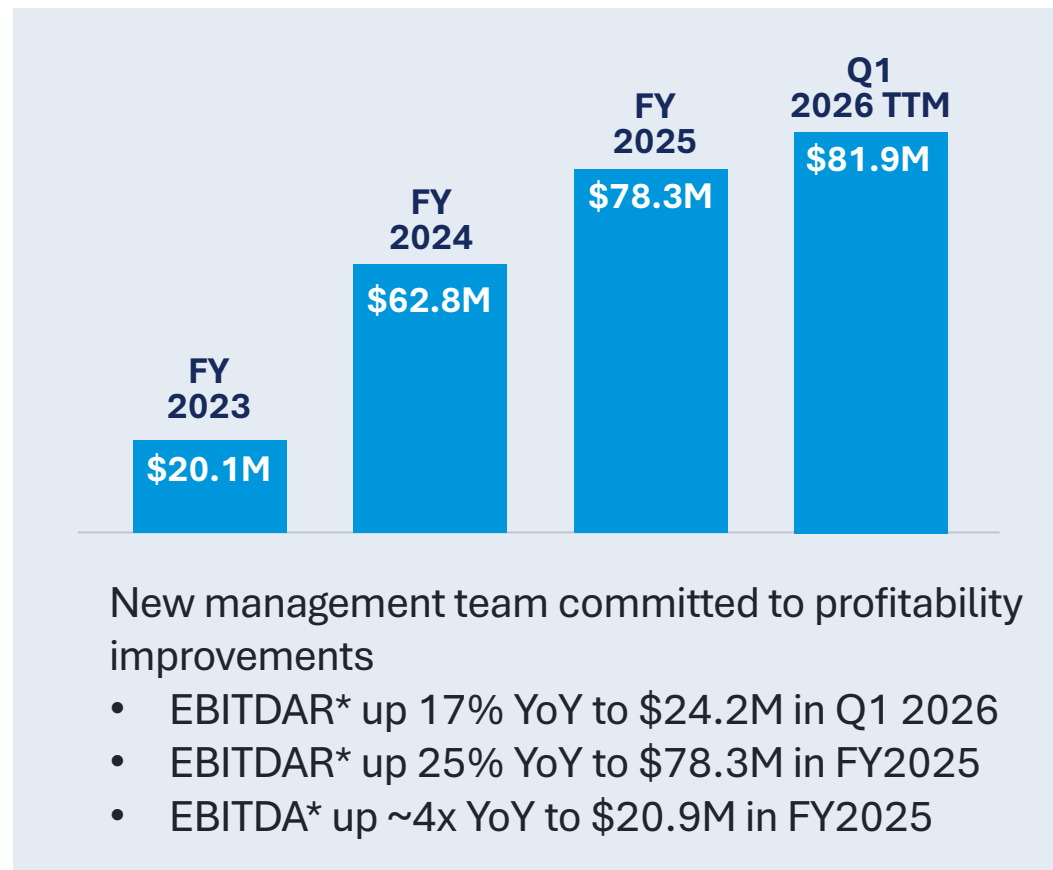 Q1
2026 TTM
FY
2025
$81.9M
$78.3M
FY
2024
$62.8M
FY
2023
$20.1M
New management team committed to profitability
improvements
• EBITDAR* up 17% YoY to $24.2M in Q1 2026
• EBITDAR* up 25% YoY to $78.3M in FY2025
• EBITDA* up ~4x YoY to $20.9M in FY2025